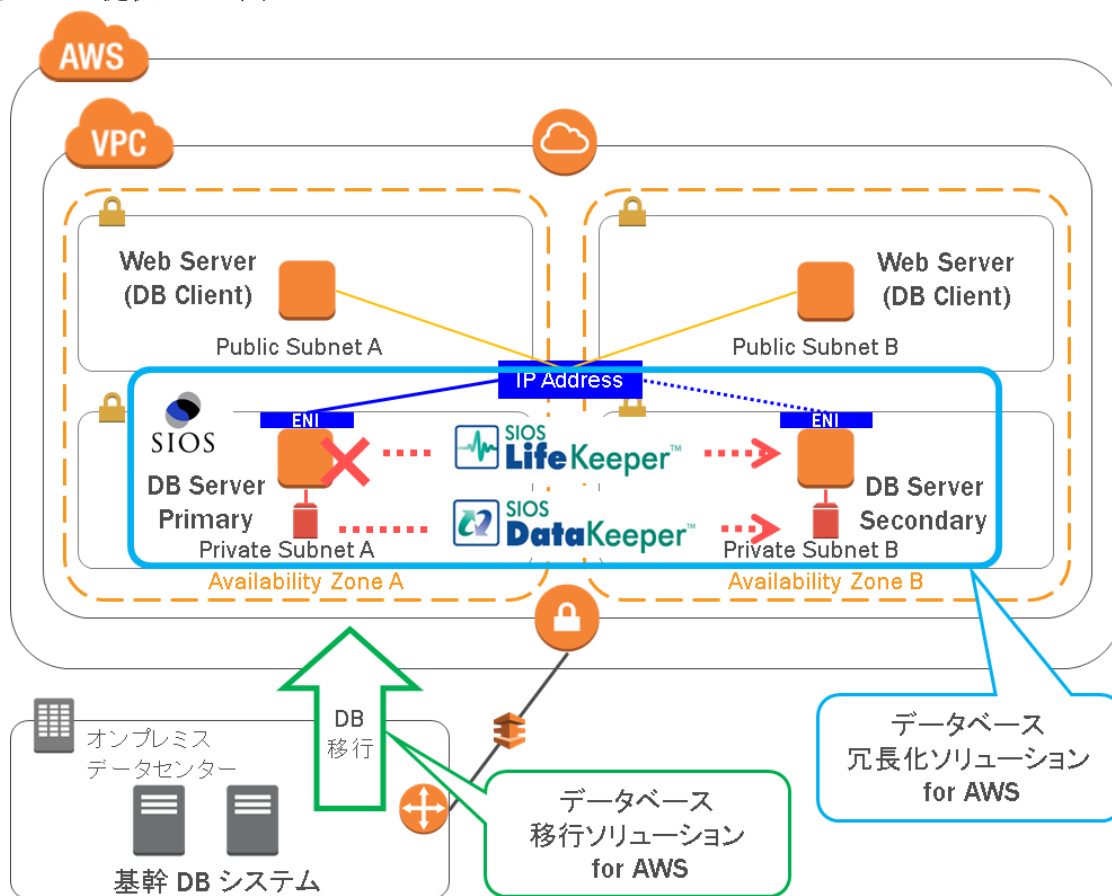 AWS
VPC
Web Server
(DB Client)
Public Subnet A
Web Server
(DB Client)
Public Subnet B
IP Address
SIOS
ENI
DB Server
Primary
Private Subnet A
Availability Zone A
SIOS
LifeKeeper™
SIOS
DataKeeper™
ENI
DB Server
Secondary
Private Subnet B
Availability Zone B
DB
移行
オンプレミス
データセンター
基幹 DB システム
データベース
移行ソリューション
for AWS
データベース
冗長化ソリューション
for AWS